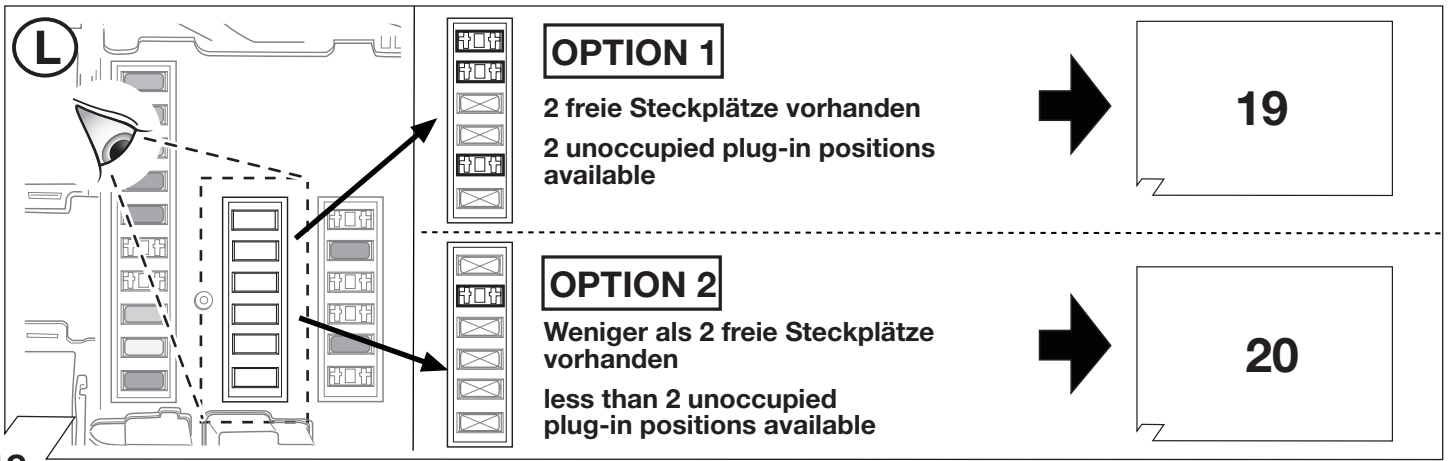 L
OPTION 1
2 freie Steckplätze vorhanden
2 unoccupied plug-in positions
available
19
OPTION 2
Weniger als 2 freie Steckplätze
vorhanden
less than 2 unoccupied
plug-in positions available
20